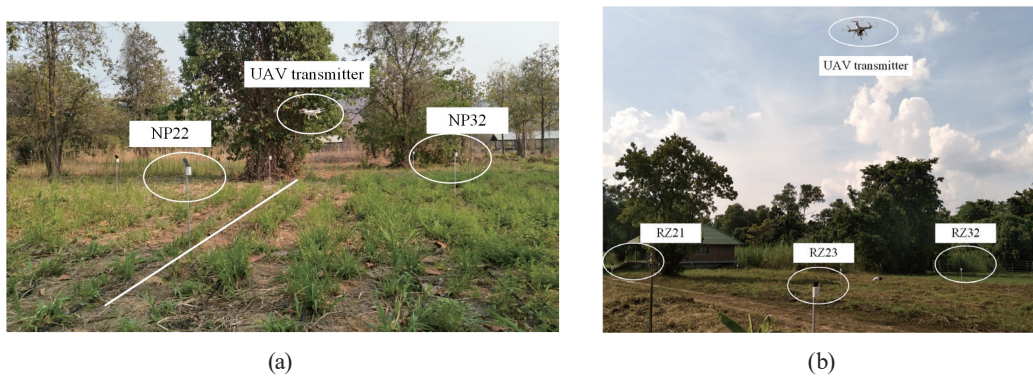 UAV transmitter
NP22
NP32
(a)
UAV transmitter
RZ21
RZ23
RZ32
(b)